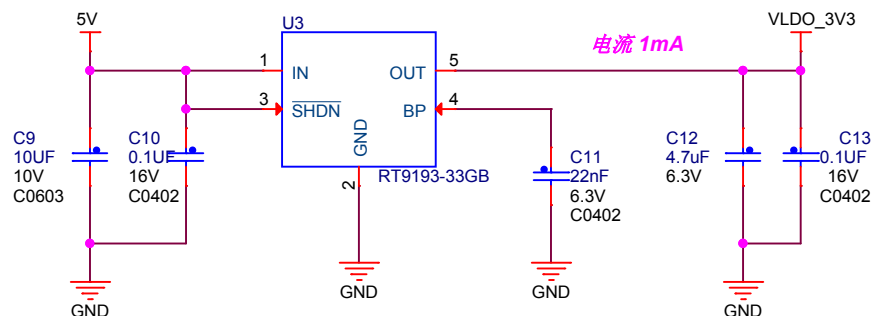 5V
U3
VLDO_3V3
电流 1mA
1
IN
OUT
5
3
SHDN
BP
4
GND
2
RT9193-33GB
C9
10UF
10V
C0603
C10
0.1UF
16V
C0402
C11
22nF
6.3V
C0402
C12
4.7uF
6.3V
C13
0.1UF
16V
C0402
GND
GND
GND
GND